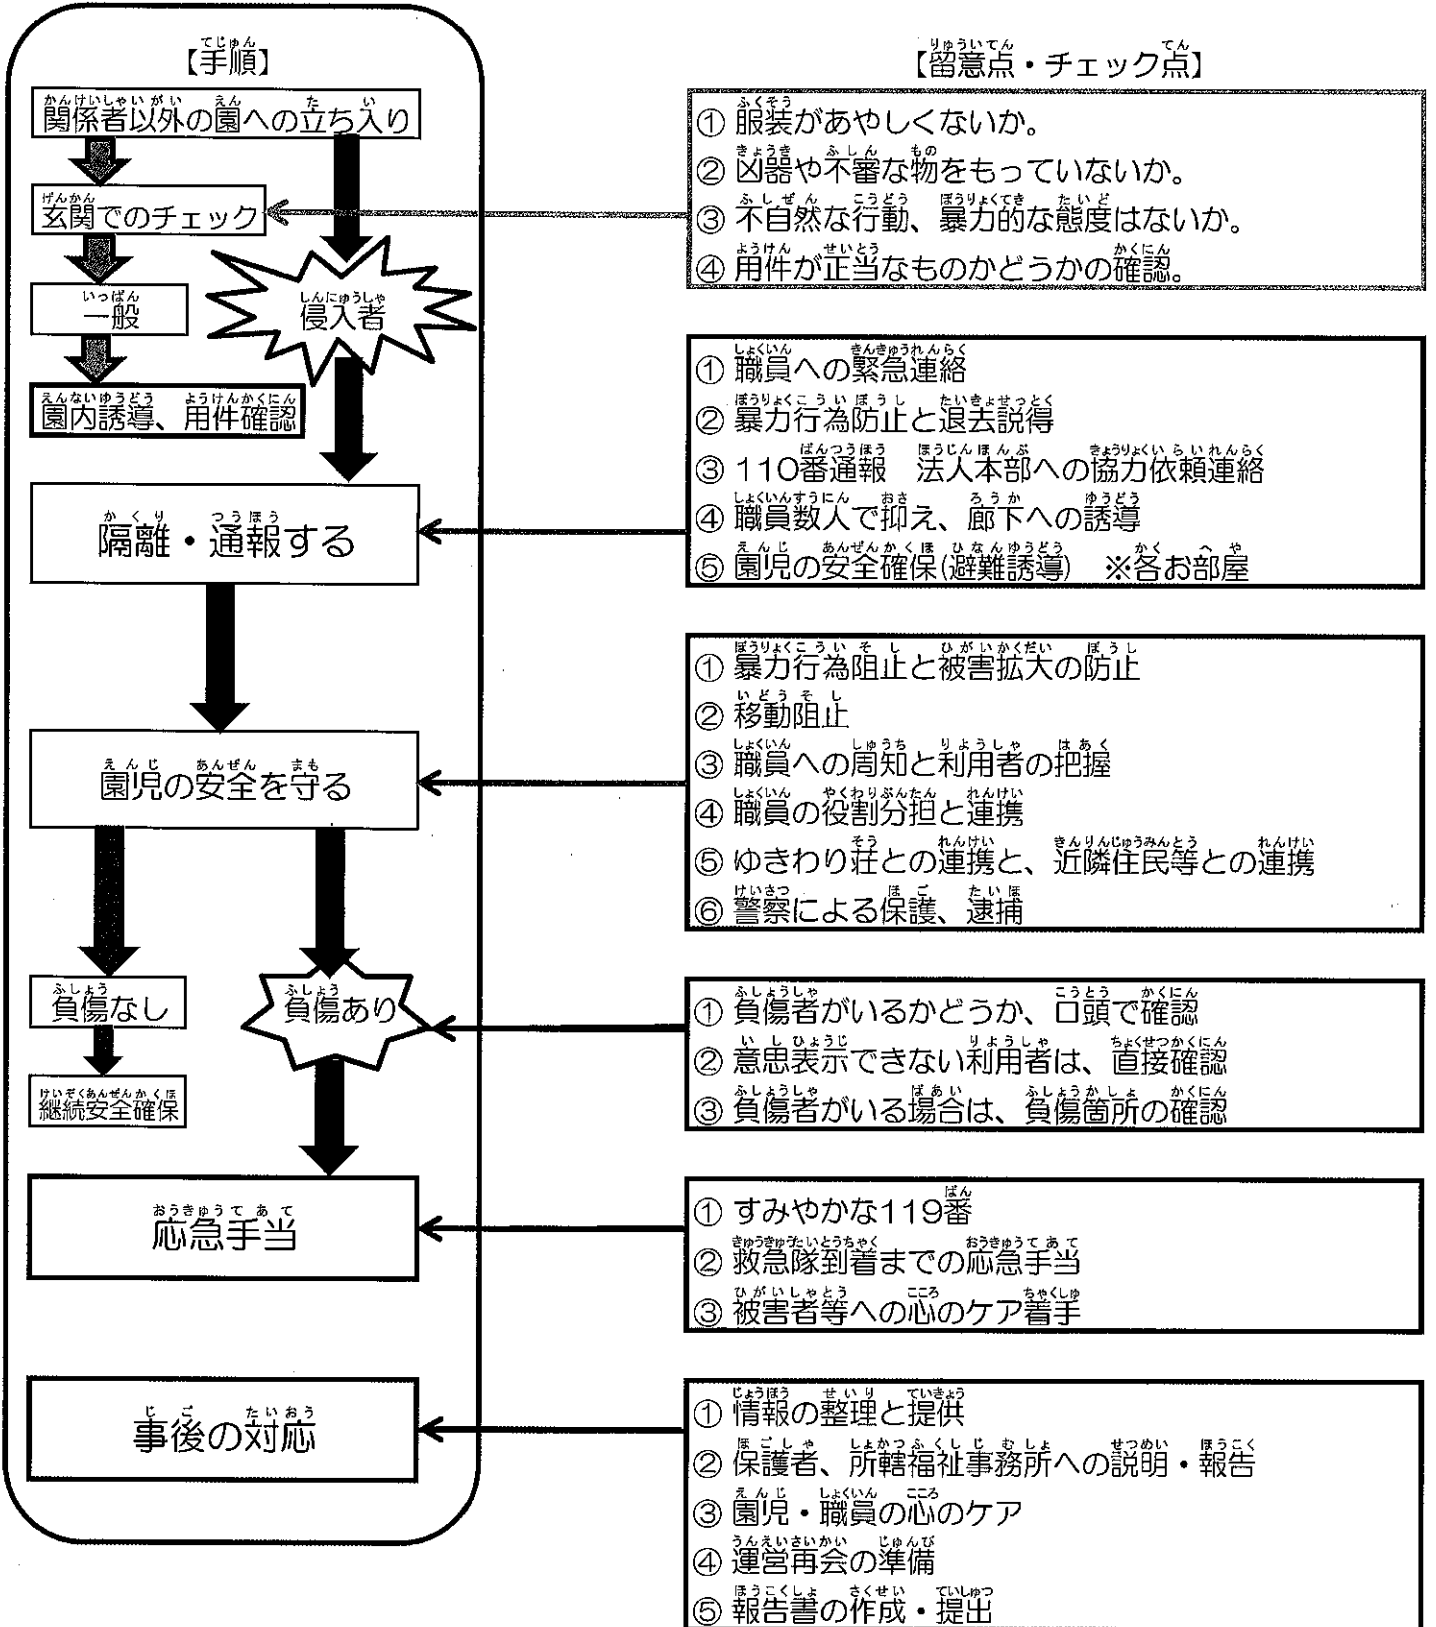 【手順】
関係者以外の園への立ち入り
玄関でのチェック
一般
侵入者
園内誘導、用件確認
隔離・通報する
園児の安全を守る
負傷なし
負傷あり
継続安全確保
応急手当
事後の対応
【留意点・チェック点】
① 服装があやしくないか。
② 凶器や不審な物をもっていないか。
③ 不自然な行動、暴力的な態度はないか。
④ 用件が正当なものかどうかの確認。
① 職員への緊急連絡
② 暴力行為防止と退去説得
③ 110番通報　法人本部への協力依頼連絡
④ 職員数人で抑え、廊下への誘導
⑤ 園児の安全確保(避難誘導)　※各お部屋
① 暴力行為阻止と被害拡大の防止
② 移動阻止
③ 職員への周知と利用者の把握
④ 職員の役割分担と連携
⑤ ゆきわり荘との連携と、近隣住民等との連携
⑥ 警察による保護、逮捕
① 負傷者がいるかどうか、口頭で確認
② 意思表示できない利用者は、直接確認
③ 負傷者がいる場合は、負傷箇所の確認
① すみやかな119番
② 救急隊到着までの応急手当
③ 被害者等への心のケア着手
① 情報の整理と提供
② 保護者、所轄福祉事務所への説明・報告
③ 園児・職員の心のケア
④ 運営再会の準備
⑤ 報告書の作成・提出